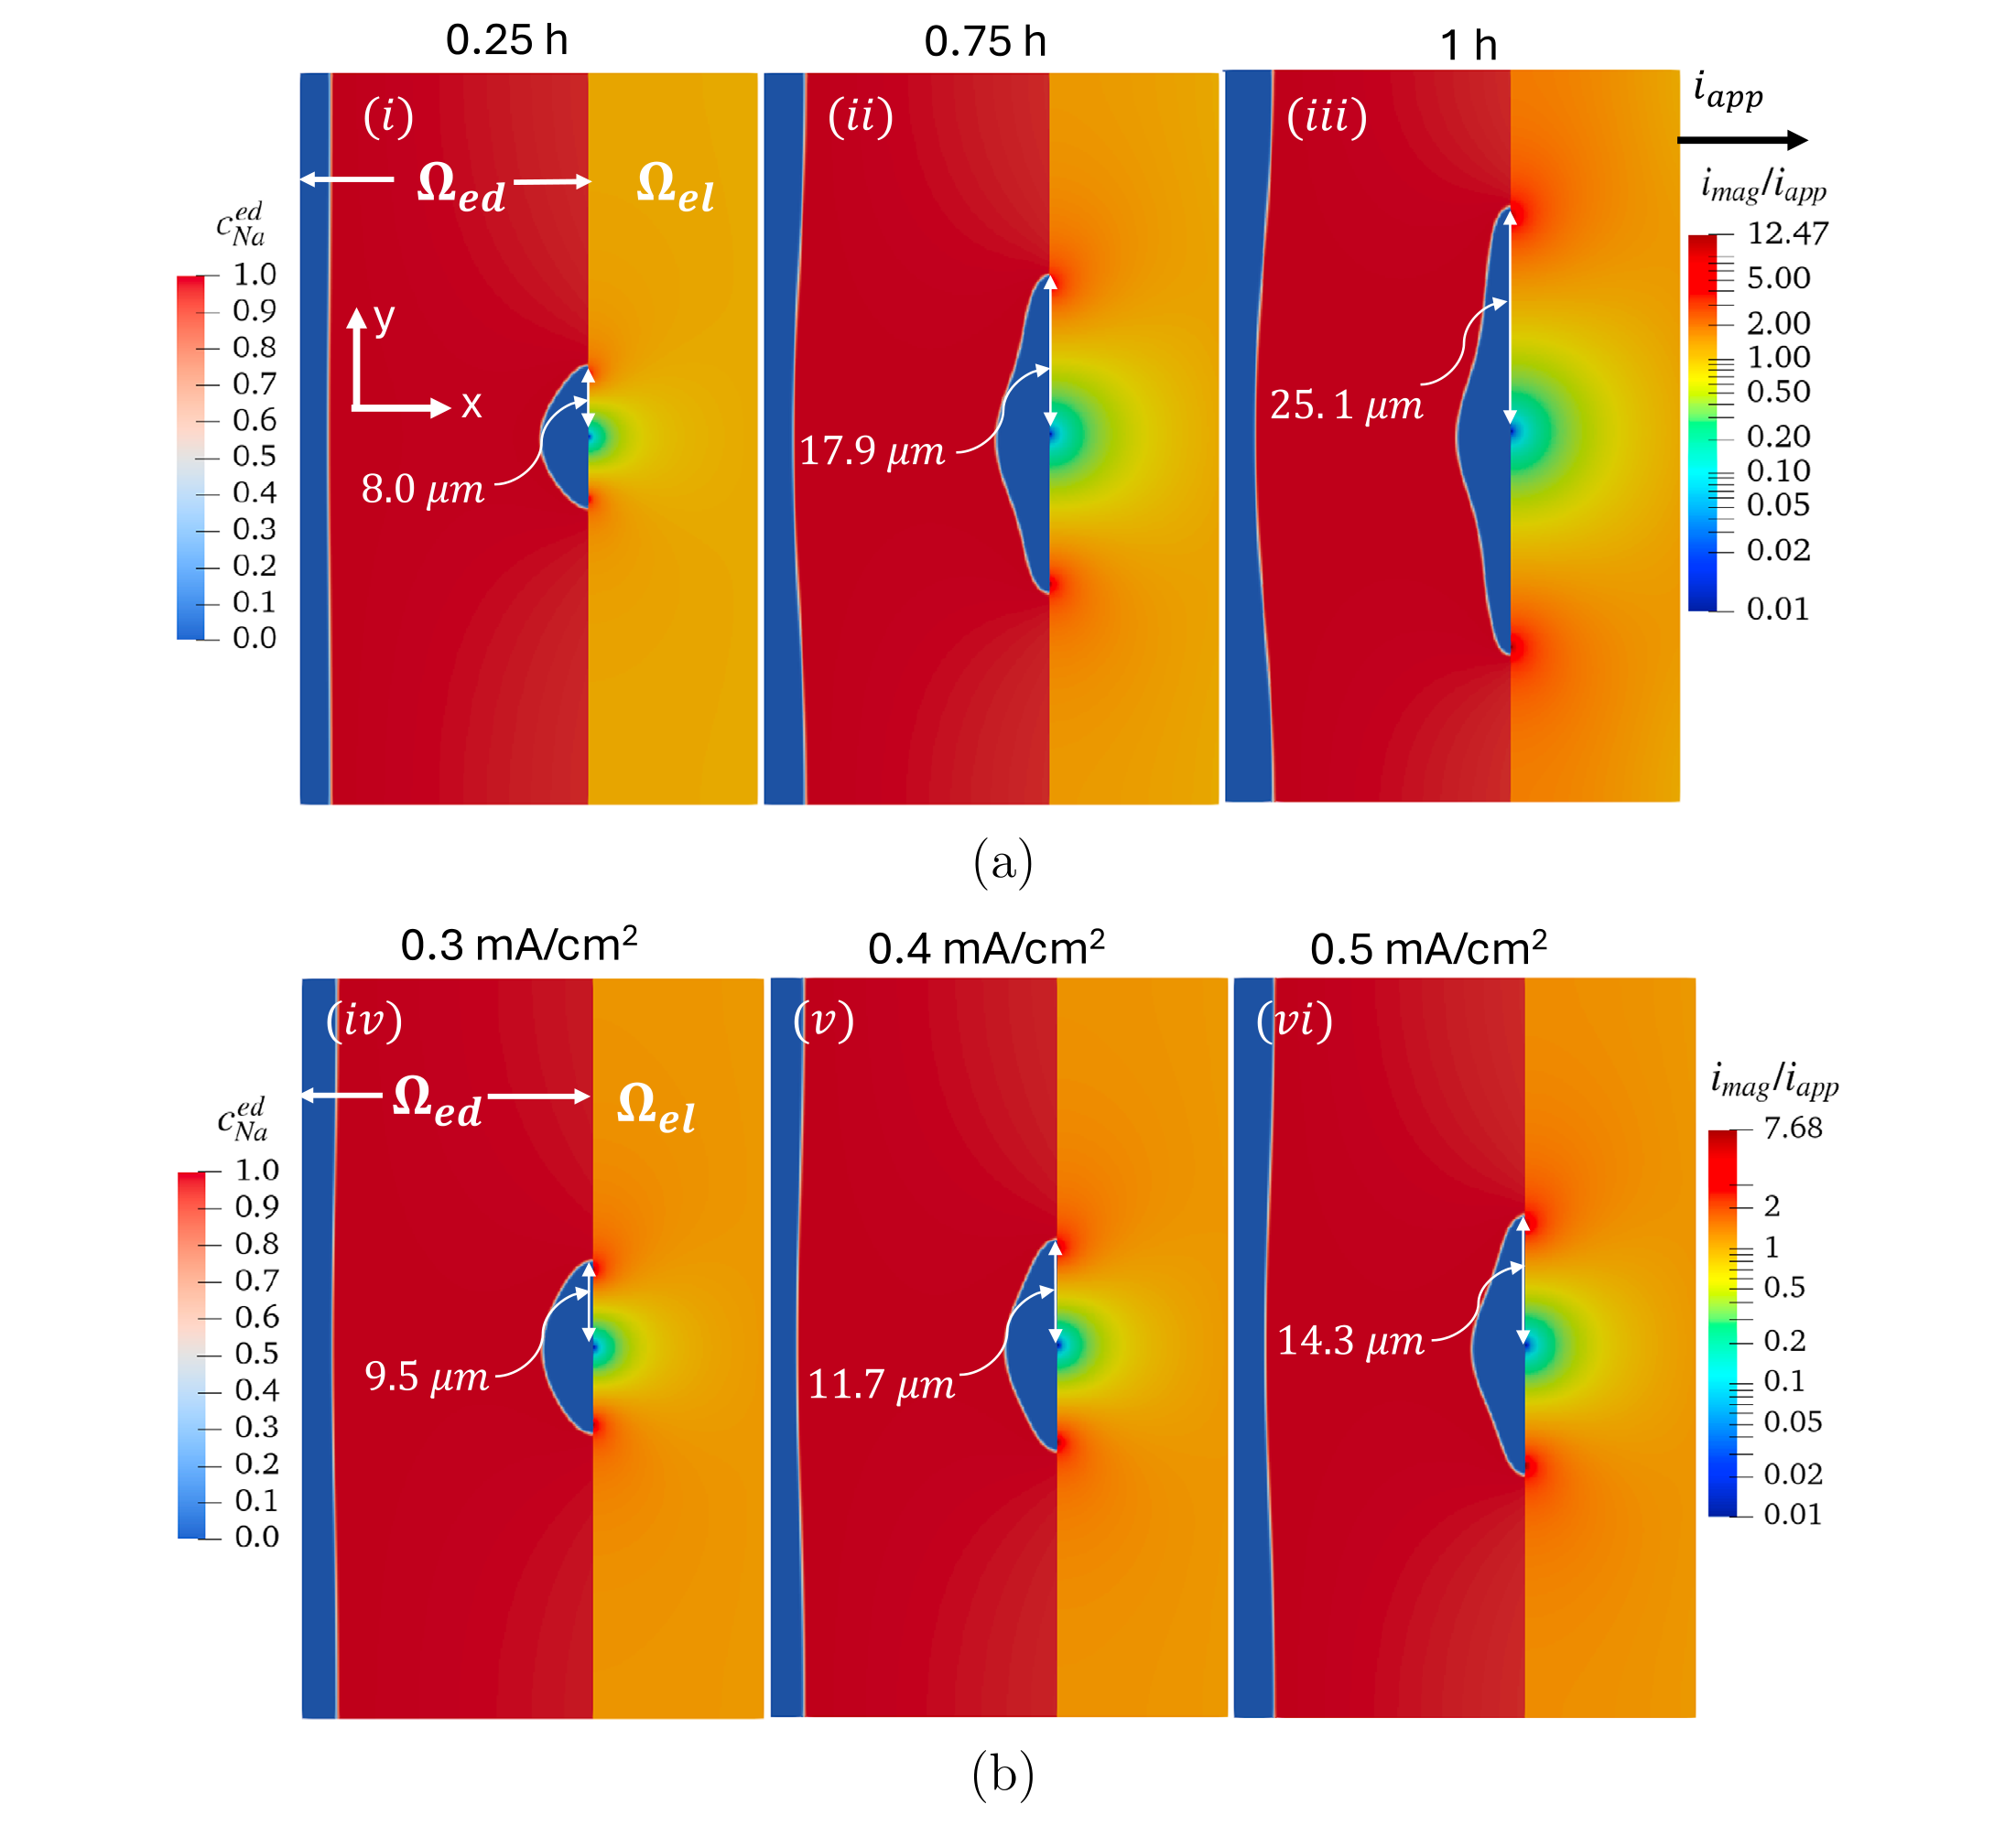 0.25 h
0.75 h
1 h
i_app
(i)
(ii)
(iii)
Ω_ed
Ω_el
c_Na^ed
1.0
0.9
0.8
0.7
0.6
0.5
0.4
0.3
0.2
0.1
0.0
y
x
8.0 μm
17.9 μm
25.1 μm
i_mag/i_app
12.47
5.00
2.00
1.00
0.50
0.20
0.10
0.05
0.02
0.01
(a)
0.3 mA/cm²
0.4 mA/cm²
0.5 mA/cm²
(iv)
(v)
(vi)
Ω_ed
Ω_el
c_Na^ed
1.0
0.9
0.8
0.7
0.6
0.5
0.4
0.3
0.2
0.1
0.0
9.5 μm
11.7 μm
14.3 μm
i_mag/i_app
7.68
2
1
0.5
0.2
0.1
0.05
0.02
0.01
(b)